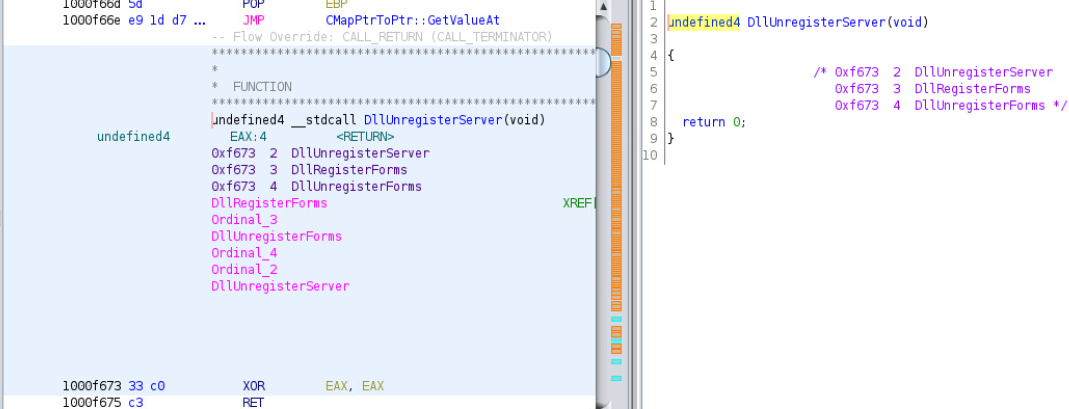 1000f66d 5d POP EBP
1000f66e e9 1d d7 ... JMP CMapPtrToPtr::GetValueAt
-- Flow Override: CALL_RETURN (CALL_TERMINATOR)
*********************************************************
*
* FUNCTION
*********************************************************
undefined4 __stdcall DllUnregisterServer(void)
undefined4 EAX:4 <RETURN>
0xf673 2 DllUnregisterServer
0xf673 3 DllRegisterForms
0xf673 4 DllUnregisterForms
DllRegisterForms XREF[
Ordinal_3
DllUnregisterForms
Ordinal_4
Ordinal_2
DllUnregisterServer
1000f673 33 c0 XOR EAX, EAX
1000f675 c3 RET
1
2 undefined4 DllUnregisterServer(void)
3
4 {
5 /* 0xf673 2 DllUnregisterServer
6 0xf673 3 DllRegisterForms
7 0xf673 4 DllUnregisterForms */
8 return 0;
9 }
10